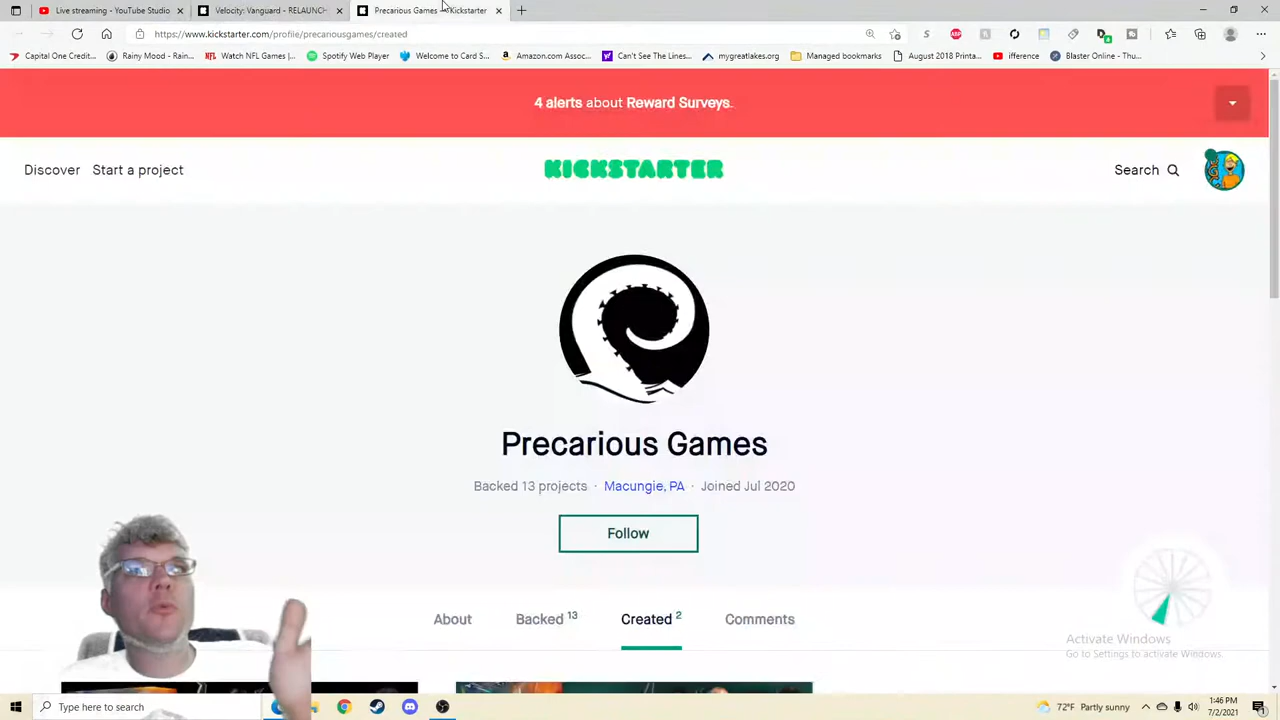 Live streaming - YouTube Studio
Velocity: Vanguard - RELAUNCH
Precarious Games — Kickstarter
https://www.kickstarter.com/profile/precariousgames/created
Capital One Credit...
Rainy Mood - Rain...
Watch NFL Games |...
Spotify Web Player
Welcome to Card S...
Amazon.com Assoc...
Can't See The Lines...
mygreatlakes.org
Managed bookmarks
August 2018 Printa...
ifference
Blaster Online - Thu...
4 alerts about Reward Surveys.
Discover Start a project
KICKSTARTER
Search
Precarious Games
Backed 13 projects · Macungie, PA · Joined Jul 2020
Follow
About Backed 13 Created 2 Comments
Activate Windows
Go to Settings to activate Windows.
Type here to search
72°F Partly sunny
1:46 PM
7/2/2021